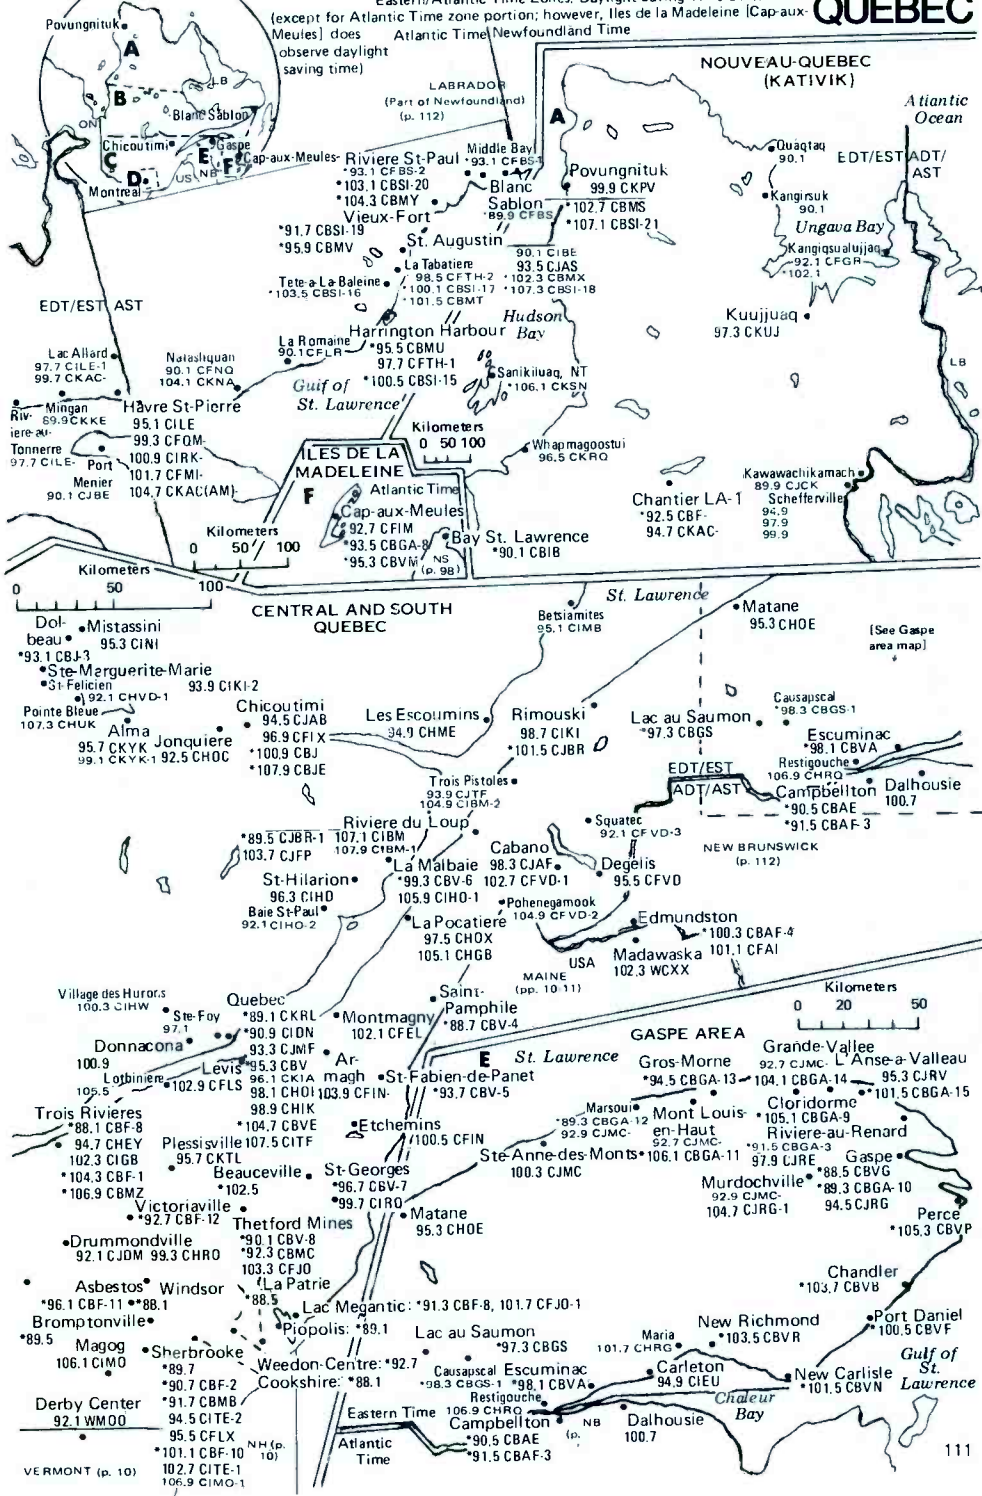 Eastern/Atlantic Time Zones, Daylight Saving
(except for Atlantic Time zone portion; however, Iles de la Madeleine [Cap-aux-
Meules] does
observe daylight
saving time)
QUEBEC
Atlantic Time
Newfoundland Time
Povungnituk
A
B
LB
Blanc Sablon
ON
Chicoutimi
Gaspe
C
E
F
Cap-aux-Meules
D
US
NB
Montreal
LABRADOR
(Part of Newfoundland)
(p. 112)
NOUVEAU-QUEBEC
(KATIVIK)
A
Atlantic
Ocean
Quaqtaq
90.1
EDT/EST
ADT/
AST
Middle Bay
*93.1 CFBS-1
Riviere St-Paul
*93.1 CFBS-2
*103.1 CBSI-20
*104.3 CBMY
Blanc
Sablon
*89.9 CFBS
90.1 CIBE
93.5 CJAS
*102.3 CBMX
*107.3 CBSI-18
Povungnituk
99.9 CKPV
*102.7 CBMS
*107.1 CBSI-21
Kangirsuk
90.1
Ungava Bay
Kangiqsualujjaq
92.1 CFGR
*102.1
Vieux-Fort
*91.7 CBSI-19
*95.9 CBMV
St. Augustin
La Tabatiere
98.5 CFTH-2
*100.1 CBSI-17
*101.5 CBMT
Tete-a-La-Baleine
*103.5 CBSI-16
EDT/EST
AST
Hudson
Bay
Kuujjuaq
97.3 CKUJ
Harrington Harbour
*95.5 CBMU
97.7 CFTH-1
*100.5 CBSI-15
La Romaine
90.1 CFLR
Lac Allard
97.7 CILE-1
99.7 CKAC-
Natashquan
90.1 CFNQ
104.1 CKNA
Gulf of
St. Lawrence
Sanikiluaq, NT
*106.1 CKSN
LB
Mingan
89.9 CKKE
Riv-
iere-au-
Tonnerre
97.7 CILE-
Havre St-Pierre
95.1 CILE
99.3 CFQM-
100.9 CIRK-
101.7 CFMI-
104.7 CKAC(AM)-
Port
Menier
90.1 CJBE
Kilometers
0 50 100
Whapmagoostui
96.5 CKRQ
ILES DE LA
MADELEINE
F
Atlantic Time
Cap-aux-Meules
92.7 CFIM
*93.5 CBGA-8
*95.3 CBVM
Bay St. Lawrence
*90.1 CBIB
NS
(p. 98)
Chantier LA-1
*92.5 CBF-
94.7 CKAC-
Kawawachikamach
89.9 CJCK
Schefferville
94.9
97.9
99.9
Kilometers
0 50 100
Kilometers
0 50 100
CENTRAL AND SOUTH
QUEBEC
St. Lawrence
Betsiamites
95.1 CIMB
Matane
95.3 CHOE
[See Gaspe
area map]
Dol-
beau
*93.1 CBJ-3
Mistassini
95.3 CINI
Ste-Marguerite-Marie
93.9 CIKI-2
St-Felicien
92.1 CHVD-1
Pointe Bleue
107.3 CHUK
Alma
95.7 CKYK
99.1 CKYK-1
Jonquiere
92.5 CHOC
Chicoutimi
94.5 CJAB
96.9 CFIX
*100.9 CBJ
*107.9 CBJE
Les Escoumins
94.9 CHME
Rimouski
98.7 CIKI
*101.5 CJBR
Lac au Saumon
*97.3 CBGS
Causapscal
*98.3 CBGS-1
Escuminac
*98.1 CBVA
Restigouche
106.9 CHRQ
Campbellton
*90.5 CBAE
*91.5 CBAF-3
Dalhousie
100.7
EDT/EST
ADT/AST
Trois Pistoles
93.9 CJTF
104.9 CIBM-2
Riviere du Loup
*89.5 CJBR-1 107.1 CIBM
103.7 CJFP 107.9 CIBM-1
Squatec
92.1 CFVD-3
NEW BRUNSWICK
(p. 112)
Cabano
98.3 CJAF
102.7 CFVD-1
Degelis
95.5 CFVD
La Malbaie
*99.3 CBV-6
105.9 CIHO-1
St-Hilarion
96.3 CIHO
Baie St-Paul
92.1 CIHO-2
Pohenegamook
104.9 CFVD-2
La Pocatiere
97.5 CHOX
105.1 CHGB
Edmundston
*100.3 CBAF-4
101.1 CFAI
Madawaska
102.3 WCXX
USA
MAINE
(pp. 10-11)
Saint-
Pamphile
*88.7 CBV-4
Village des Hurons
100.3 CIHW
Ste-Foy
97.1
Quebec
*89.1 CKRL
*90.9 CION
93.3 CJMF
*95.3 CBV
96.1 CKIA
98.1 CHOI
98.9 CHIK
*104.7 CBVE
107.5 CITF
Montmagny
102.1 CFEL
Donnacona
100.9
Lotbiniere
105.5
Levis
102.9 CFLS
Ar-
magh
103.9 CFIN-
St-Fabien-de-Panet
*93.7 CBV-5
Etchemins
100.5 CFIN
Trois Rivieres
*88.1 CBF-8
94.7 CHEY
102.3 CIGB
*104.3 CBF-1
*106.9 CBMZ
Plessisville
95.7 CKTL
Beauceville
*102.5
St-Georges
*96.7 CBV-7
*99.7 CIRO
Victoriaville
*92.7 CBF-12
Matane
95.3 CHOE
Drummondville
92.1 CJDM 99.3 CHRO
Thetford Mines
*90.1 CBV-8
*92.3 CBMC
103.3 CFJO
Asbestos
*96.1 CBF-11
Windsor
*88.1
La Patrie
*88.5
Bromptonville
*89.5
Lac Megantic: *91.3 CBF-8, 101.7 CFJO-1
Piopolis: *89.1
Magog
106.1 CIMO
Sherbrooke
*89.7
*90.7 CBF-2
*91.7 CBMB
94.5 CITE-2
95.5 CFLX
*101.1 CBF-10
102.7 CITE-1
106.9 CIMO-1
Weedon-Centre: *92.7
Cookshire: *88.1
Derby Center
92.1 WMOO
VERMONT (p. 10)
NH (p.
10)
E
St. Lawrence
GASPE AREA
Kilometers
0 20 50
Grande-Vallee
92.7 CJMC-
*104.1 CBGA-14
L'Anse-a-Valleau
95.3 CJRV
*101.5 CBGA-15
Gros-Morne
*94.5 CBGA-13
Marsoui
*89.3 CBGA-12
92.9 CJMC-
Mont Louis-
en-Haut
92.7 CJMC-
*106.1 CBGA-11
Cloridorme
*105.1 CBGA-9
Riviere-au-Renard
*91.5 CBGA-3
97.9 CJRE
Ste-Anne-des-Monts
100.3 CJMC
Gaspe
*88.5 CBVG
*89.3 CBGA-10
94.5 CJRG
Murdochville
92.9 CJMC-
104.7 CJRG-1
Perce
*105.3 CBVP
Chandler
*103.7 CBVB
Port Daniel
*100.5 CBVF
New Richmond
*103.5 CBVR
Maria
101.7 CHRG
Lac au Saumon
*97.3 CBGS
Causapscal
*98.3 CBGS-1
Escuminac
*98.1 CBVA
Carleton
94.9 CIEU
New Carlisle
*101.5 CBVN
Gulf of
St.
Lawrence
Chaleur
Bay
Restigouche
106.9 CHRQ
Campbellton
*90.5 CBAE
*91.5 CBAF-3
NB
(p.
Dalhousie
100.7
Eastern Time
Atlantic
Time
111